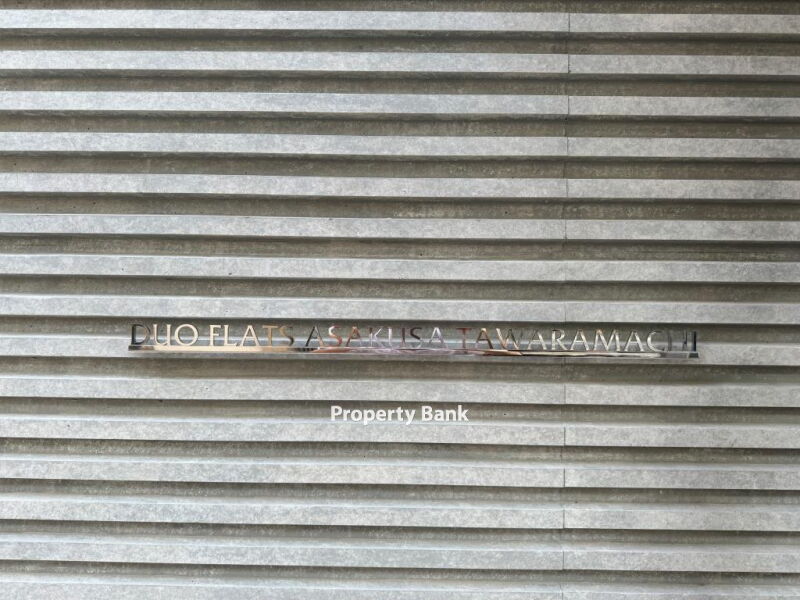 DUO FLATS ASAKUSA TAWARAMACHI
Property Bank